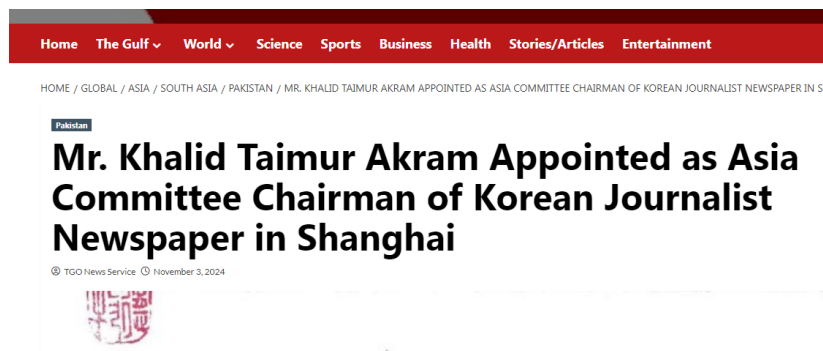 Home The Gulf World Science Sports Business Health Stories/Articles Entertainment
HOME / GLOBAL / ASIA / SOUTH ASIA / PAKISTAN / MR. KHALID TAIMUR AKRAM APPOINTED AS ASIA COMMITTEE CHAIRMAN OF KOREAN JOURNALIST NEWSPAPER IN S
Pakistan
Mr. Khalid Taimur Akram Appointed as Asia
Committee Chairman of Korean Journalist
Newspaper in Shanghai
TGO News Service November 3, 2024